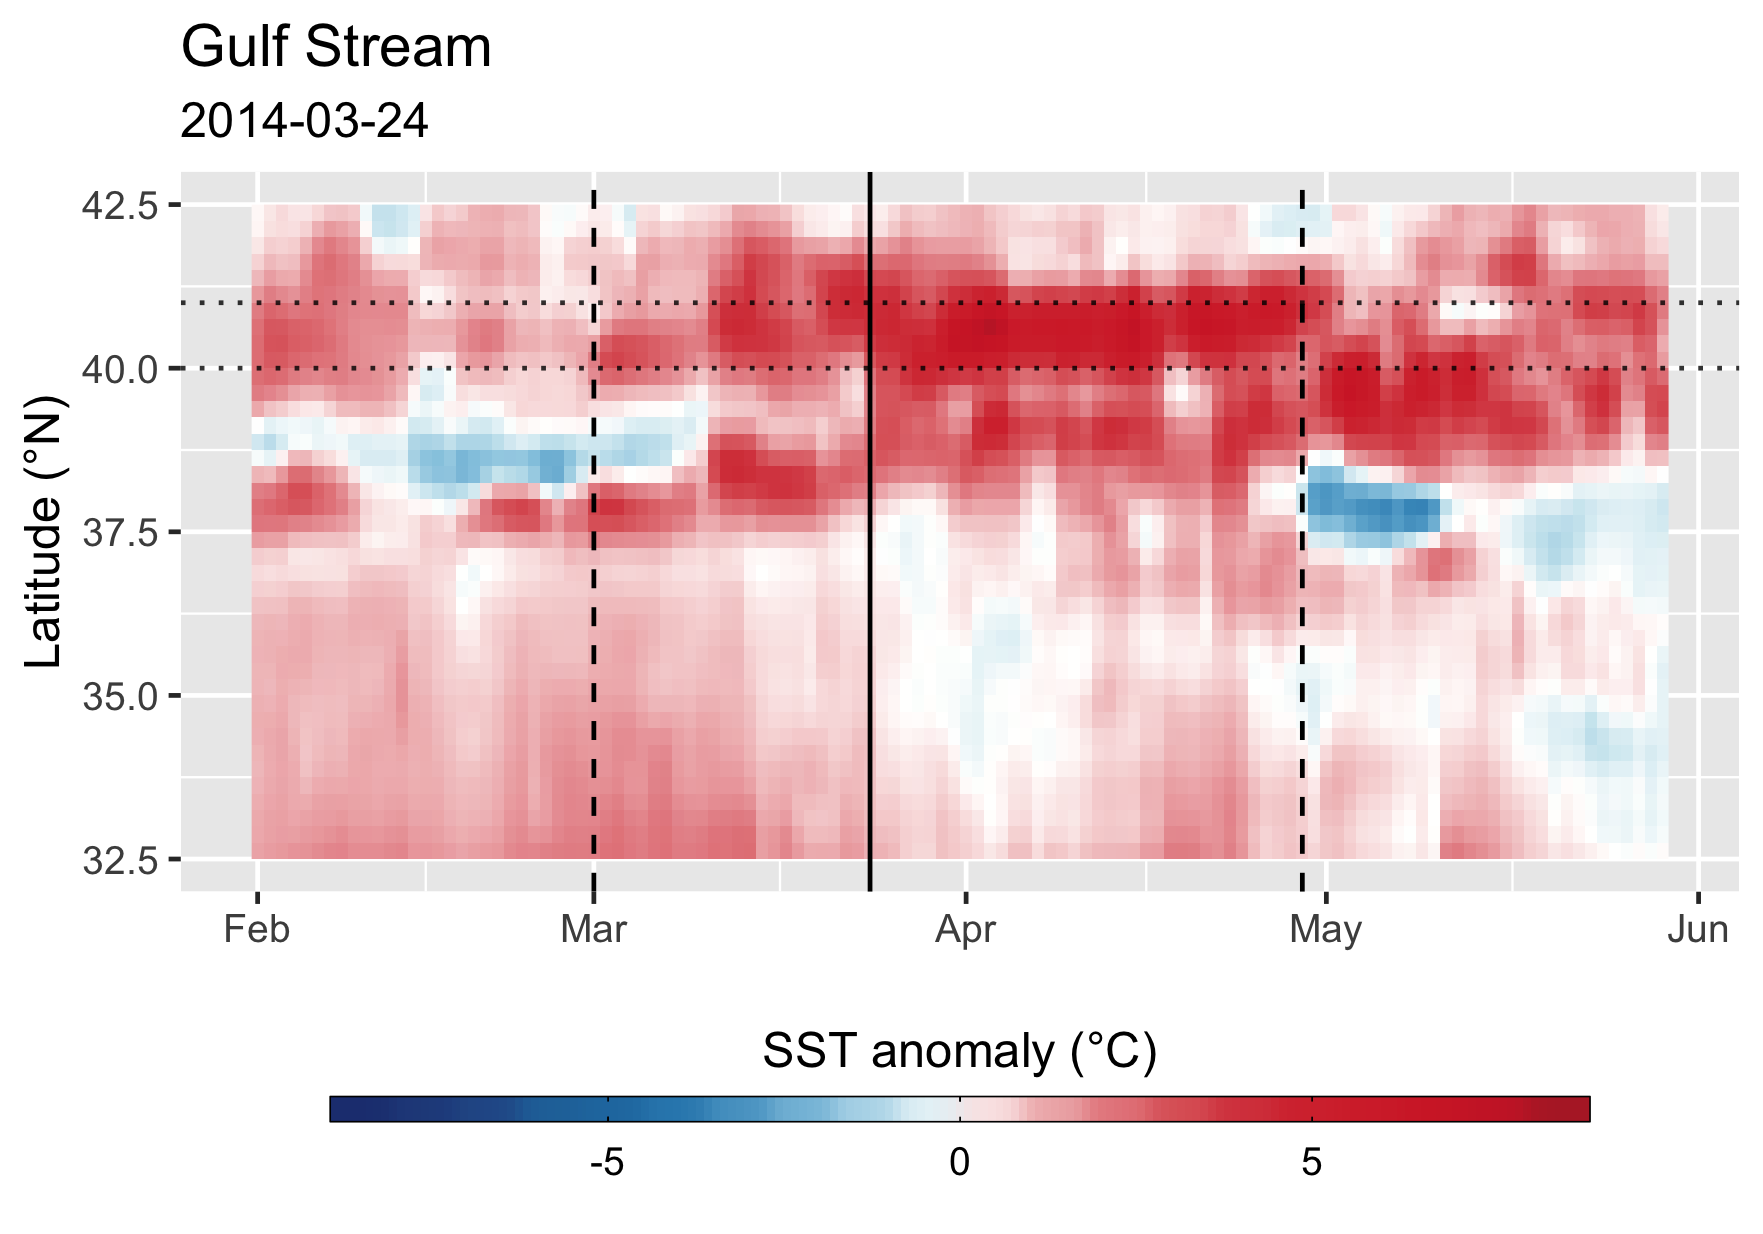 Gulf Stream
2014-03-24
Latitude (°N)
42.5
40.0
37.5
35.0
32.5
Feb Mar Apr May Jun
SST anomaly (°C)
-5 0 5